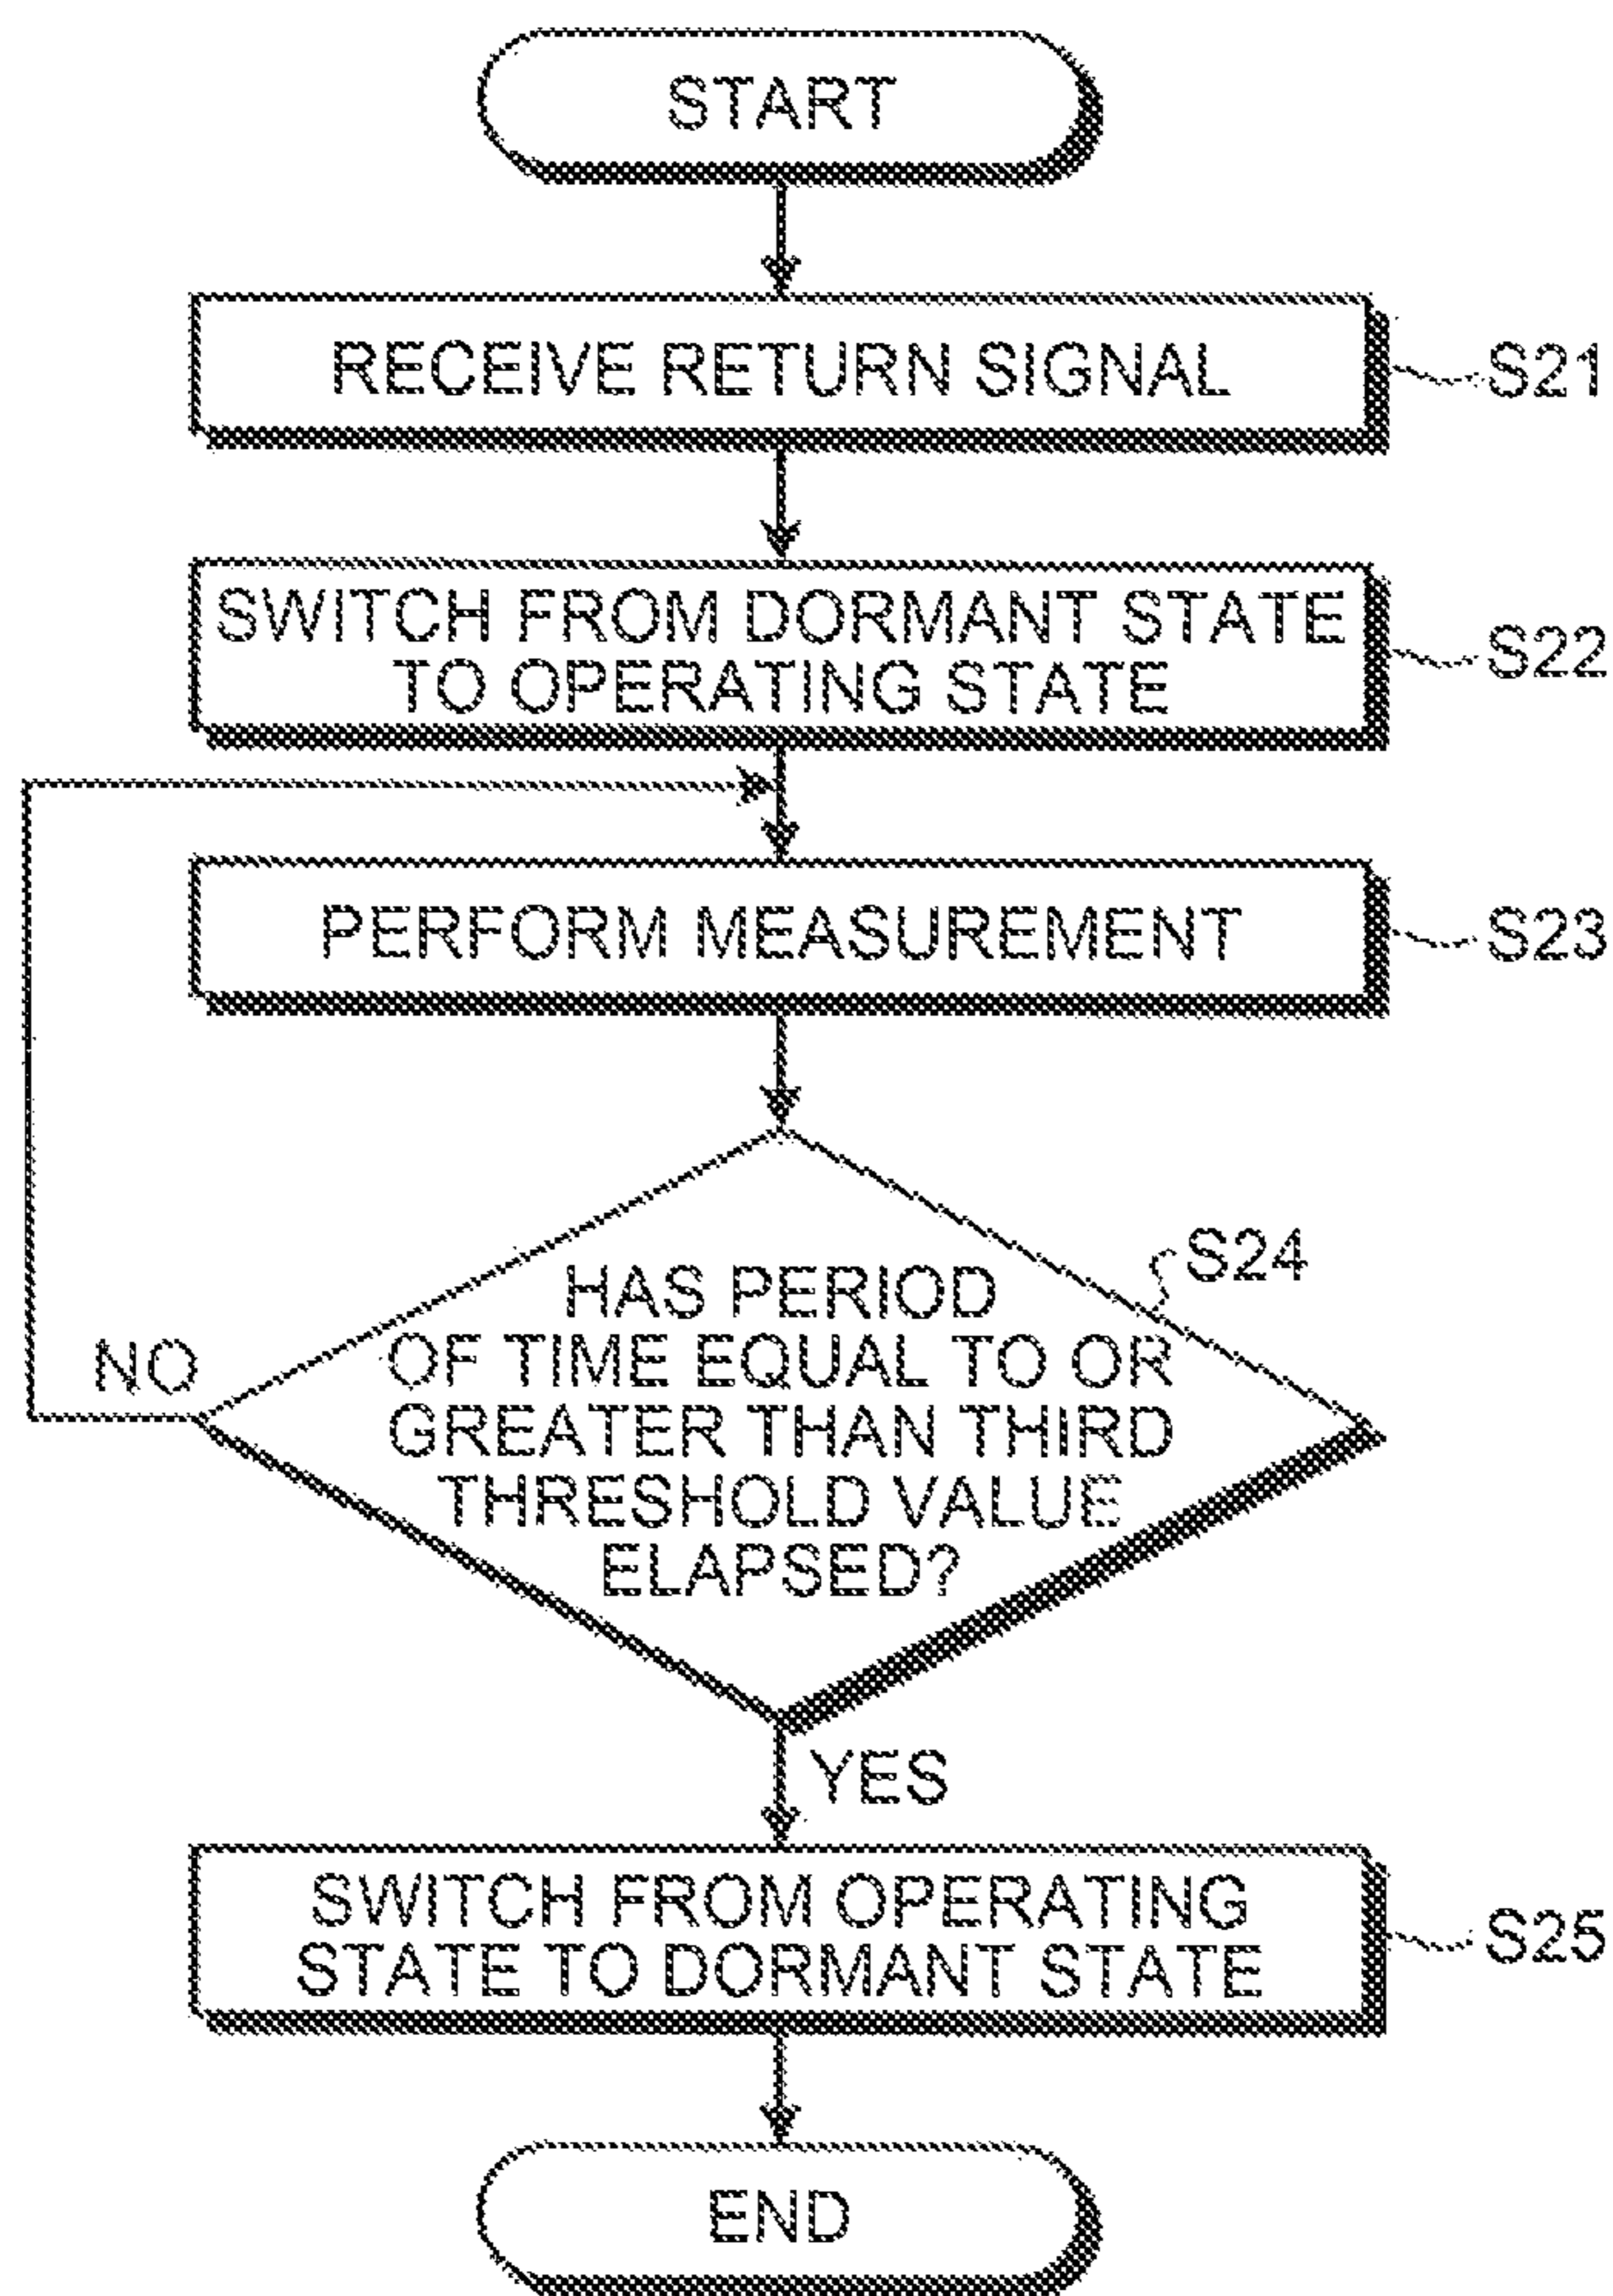 START
RECEIVE RETURN SIGNAL
S21
SWITCH FROM DORMANT STATE
TO OPERATING STATE
S22
PERFORM MEASUREMENT
S23
S24
HAS PERIOD
OF TIME EQUAL TO OR
GREATER THAN THIRD
THRESHOLD VALUE
ELAPSED?
NO
YES
SWITCH FROM OPERATING
STATE TO DORMANT STATE
S25
END